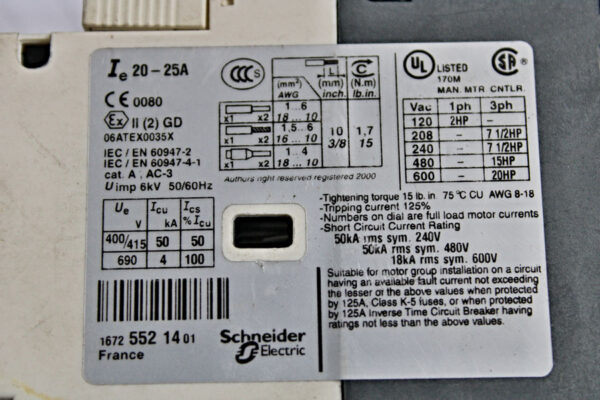 Ie 20-25A
CE 0080
Ex II (2) GD
06ATEX0035X
IEC / EN 60947-2
IEC / EN 60947-4-1
cat. A , AC-3
U imp 6kV 50/60Hz
Ue V Icu kA Ics % Icu
400/415 50 50
690 4 100
CCC S
(mm²) AWG L (mm) inch. C (N.m) lb.in.
x1 1...6 x2
18 ... 10
x1 1,5...6 x2
16 ... 10
x1 1...4 x2
18 ... 10
10 3/8 1,7 15
Authors right reserved registered 2000
UL LISTED
170M
SA
MAN. MTR CNTLR.
Vac 1ph 3ph
120 2HP -
208 - 7 1/2HP
240 - 7 1/2HP
480 - 15HP
600 - 20HP
-Tightening torque 15 lb. in. 75 °C CU AWG 8-18
-Tripping current 125%
-Numbers on dial are full load motor currents
-Short Circuit Current Rating
50kA rms sym. 240V
50kA rms sym. 480V
18kA rms sym. 600V
Suitable for motor group installation on a circuit
having an available fault current not exceeding
the lesser of the above values when protected
by 125A, Class K-5 fuses, or when protected
by 125A Inverse Time Circuit Breaker having
ratings not less than the above values.
1672 552 14 01
France
Schneider
Electric